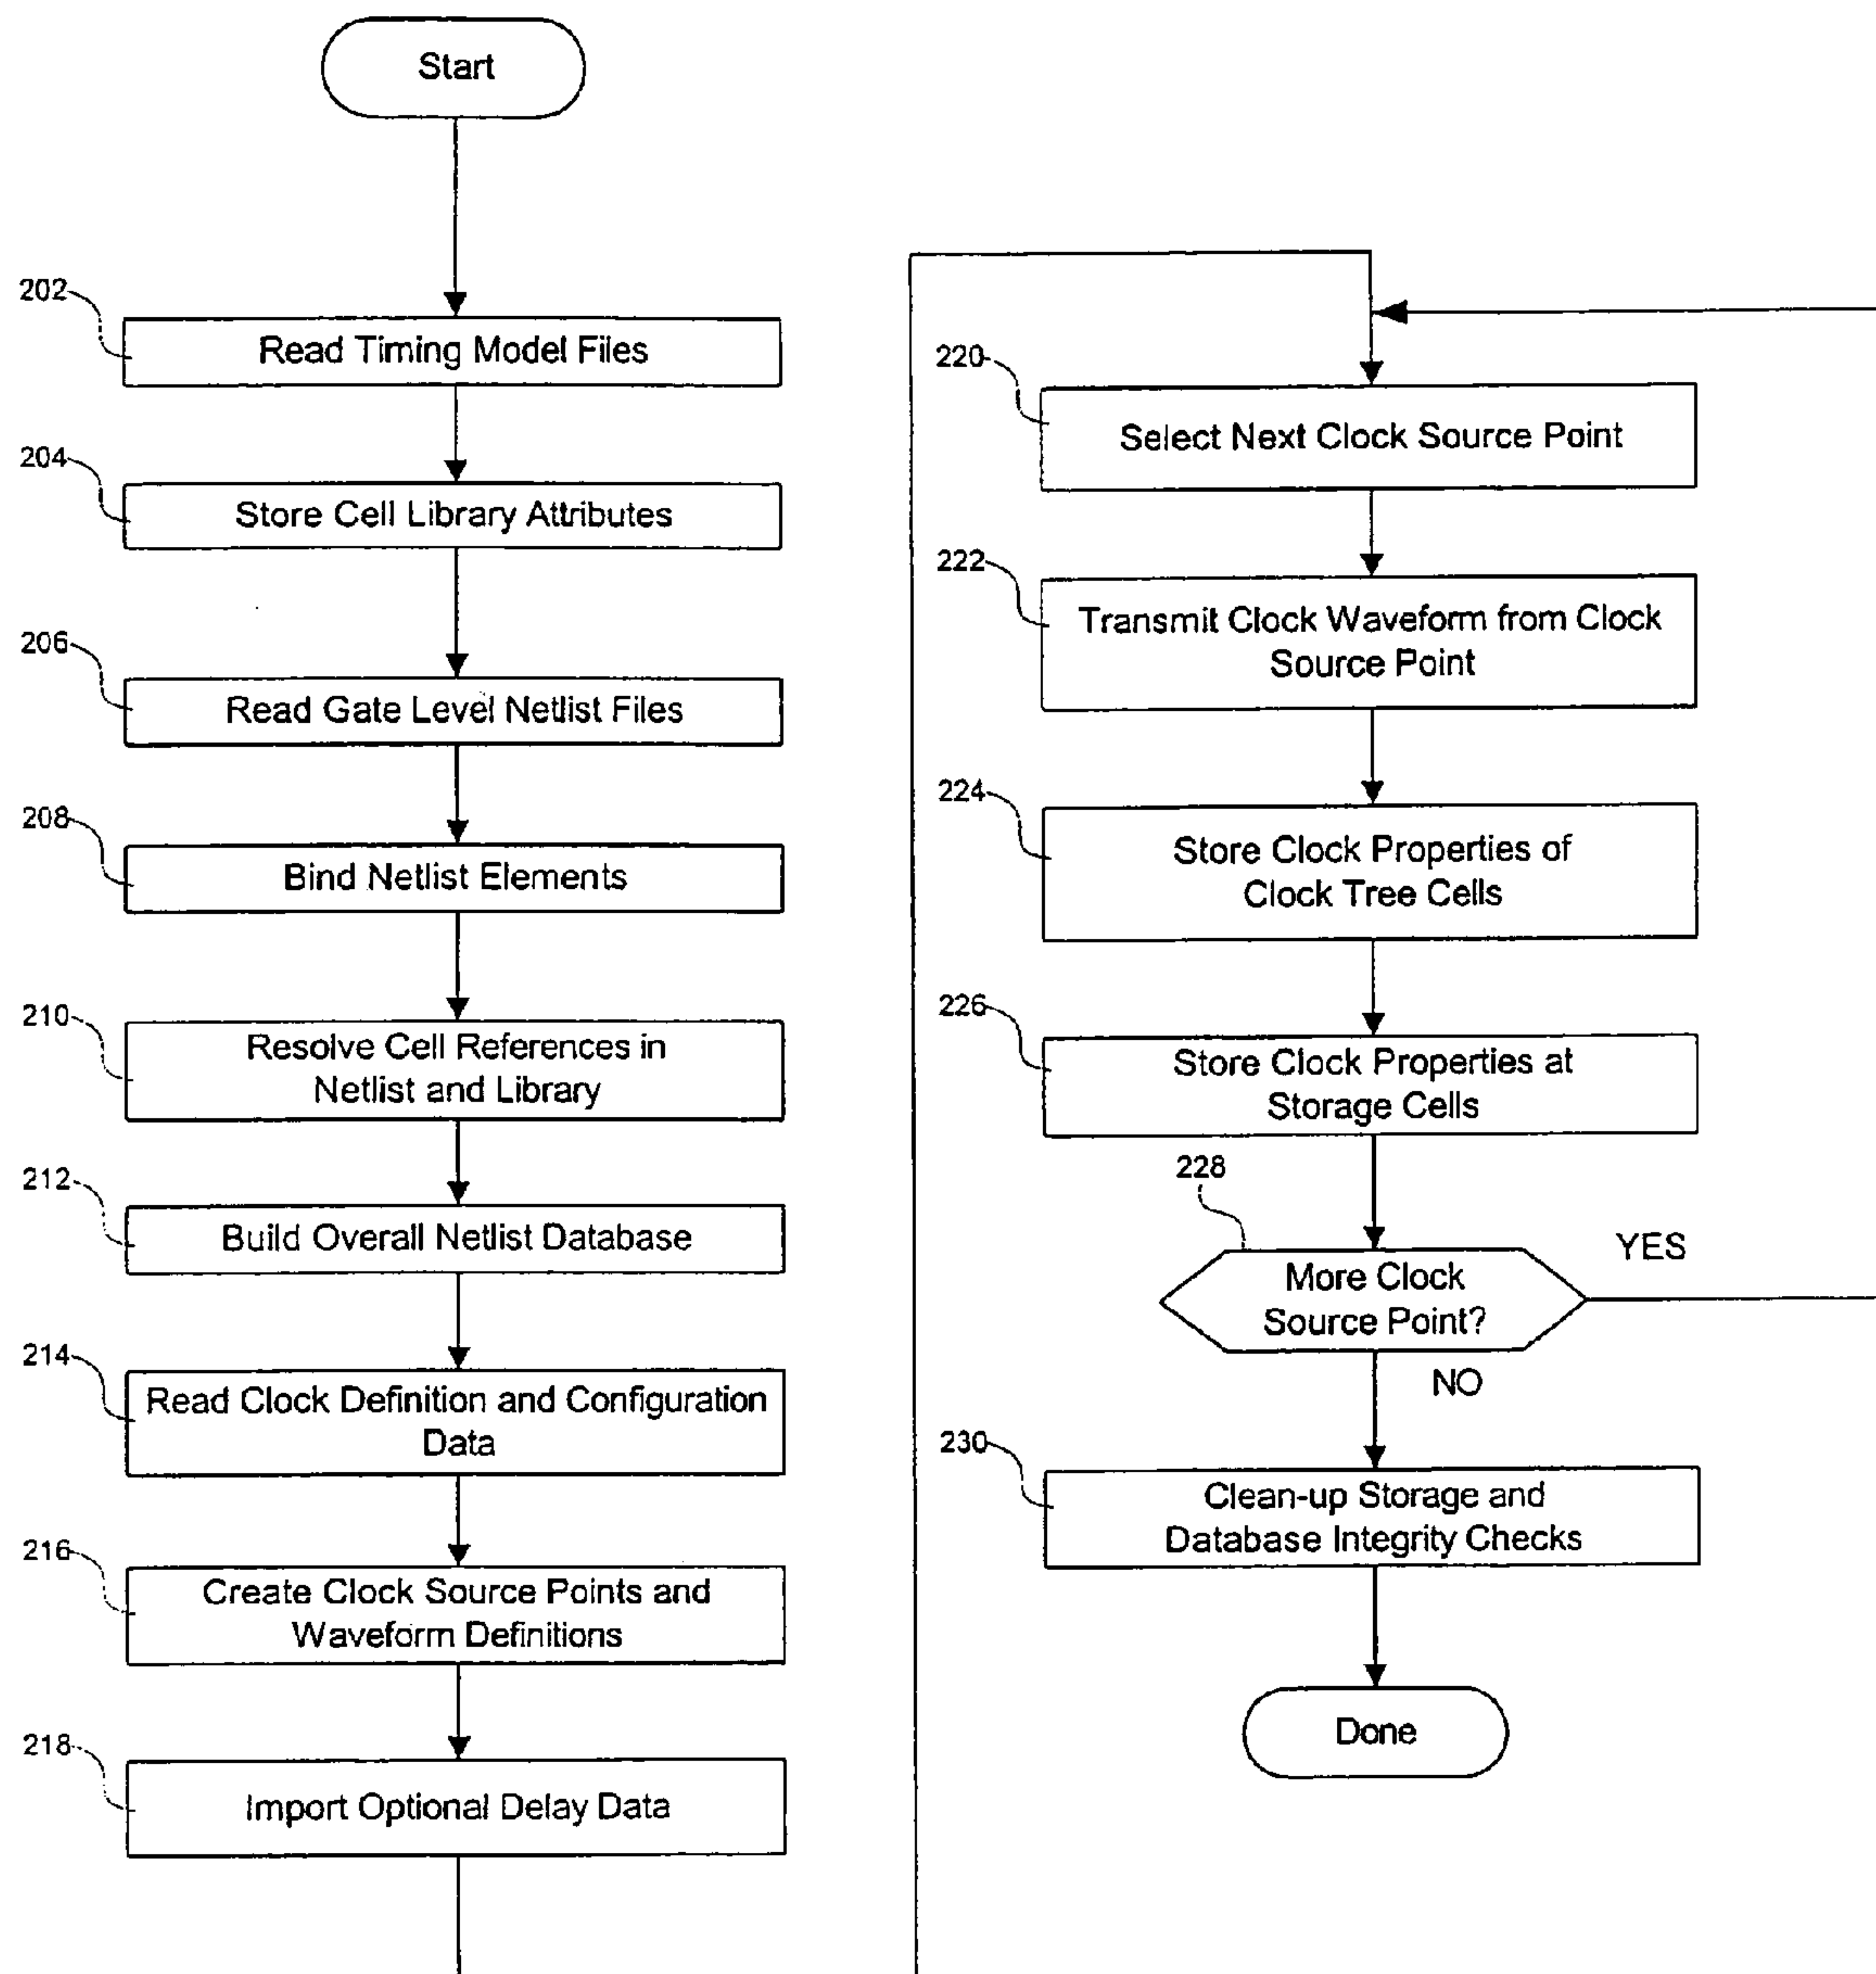 Start
202
Read Timing Model Files
204
Store Cell Library Attributes
206
Read Gate Level Netlist Files
208
Bind Netlist Elements
210
Resolve Cell References in
Netlist and Library
212
Build Overall Netlist Database
214
Read Clock Definition and Configuration
Data
216
Create Clock Source Points and
Waveform Definitions
218
Import Optional Delay Data
220
Select Next Clock Source Point
222
Transmit Clock Waveform from Clock
Source Point
224
Store Clock Properties of
Clock Tree Cells
226
Store Clock Properties at
Storage Cells
228
More Clock
Source Point?
YES
NO
230
Clean-up Storage and
Database Integrity Checks
Done